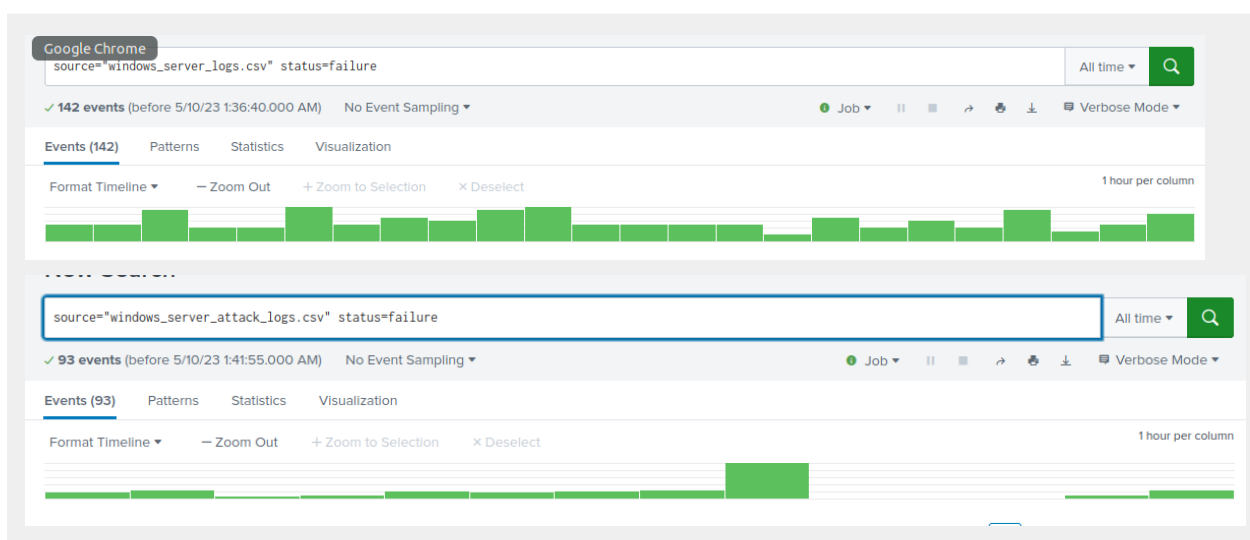 Google Chrome
source="windows_server_logs.csv" status=failure
All time
142 events (before 5/10/23 1:36:40.000 AM) No Event Sampling
Job
Verbose Mode
Events (142) Patterns Statistics Visualization
Format Timeline — Zoom Out + Zoom to Selection × Deselect
1 hour per column
New Search
source="windows_server_attack_logs.csv" status=failure
All time
93 events (before 5/10/23 1:41:55.000 AM) No Event Sampling
Job
Verbose Mode
Events (93) Patterns Statistics Visualization
Format Timeline — Zoom Out + Zoom to Selection × Deselect
1 hour per column